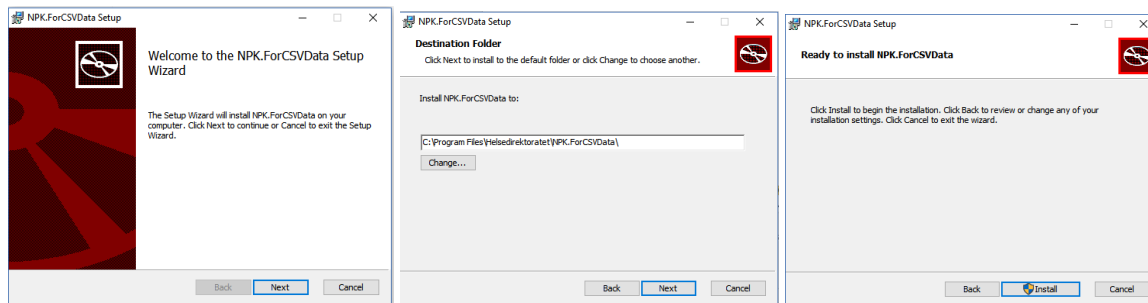 NPK.ForCSVData Setup
Welcome to the NPK.ForCSVData Setup
Wizard
The Setup Wizard will install NPK.ForCSVData on your
computer. Click Next to continue or Cancel to exit the Setup
Wizard.
Back Next Cancel
NPK.ForCSVData Setup
Destination Folder
Click Next to install to the default folder or click Change to choose another.
Install NPK.ForCSVData to:
C:\Program Files\Helsedirektoratet\NPK.ForCSVData\
Change...
Back Next Cancel
NPK.ForCSVData Setup
Ready to install NPK.ForCSVData
Click Install to begin the installation. Click Back to review or change any of your
installation settings. Click Cancel to exit the wizard.
Back Install Cancel